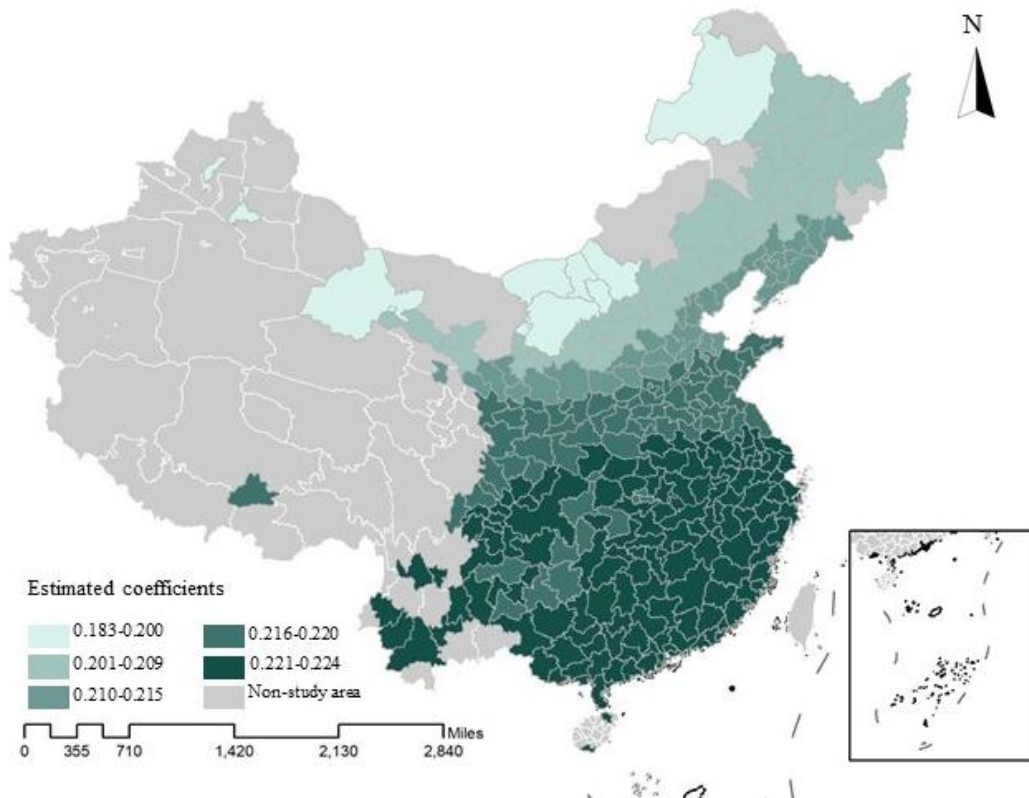 N
Estimated coefficients
0.183-0.200
0.201-0.209
0.210-0.215
0.216-0.220
0.221-0.224
Non-study area
Miles
0 355 710 1,420 2,130 2,840